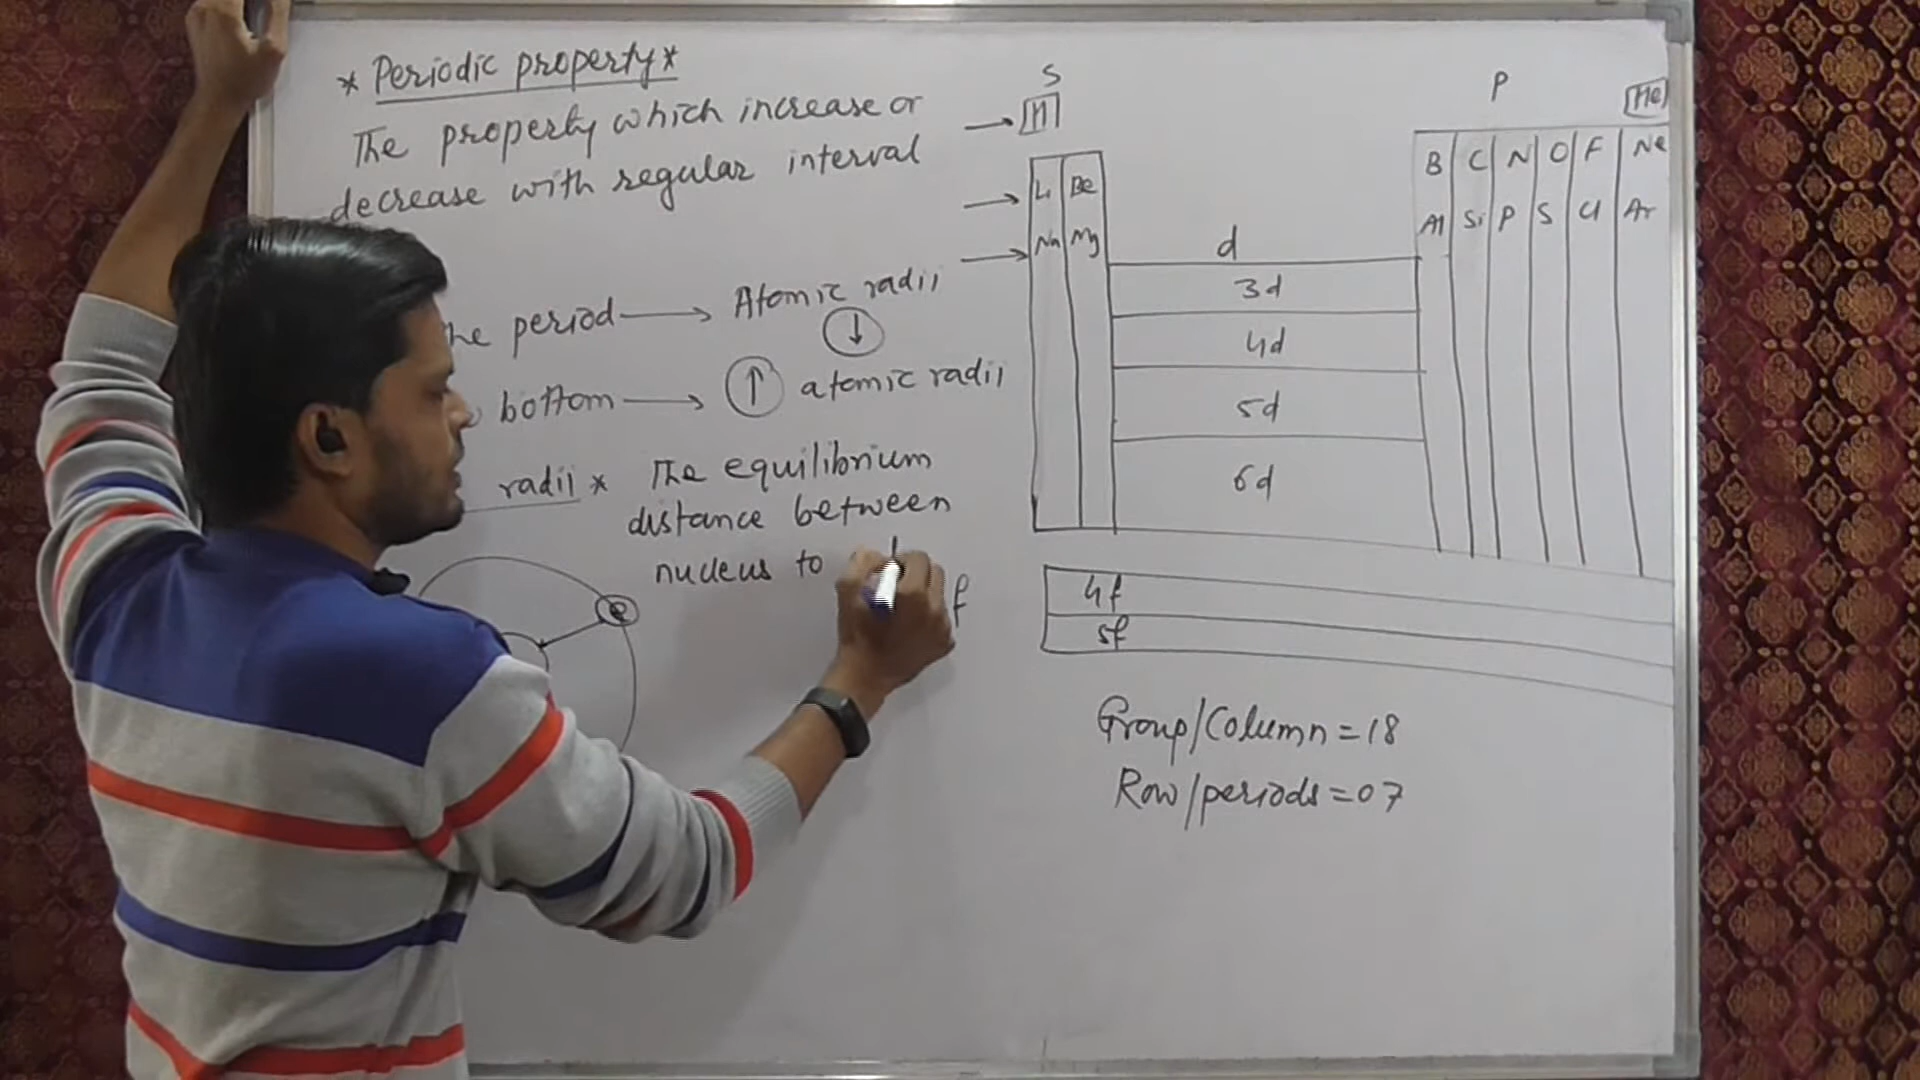 * Periodic property *
The property which increase or
decrease with regular interval
he period → Atomic radii
↓
bottom → ↑ atomic radii
radii * The equilibrium
distance between
nucleus to
e
S
H
Li Be
Na Mg
P
He
B C N O F Ne
Al Si P S Cl Ar
d
3d
4d
5d
6d
f
4f
5f
Group/Column = 18
Row/periods = 07